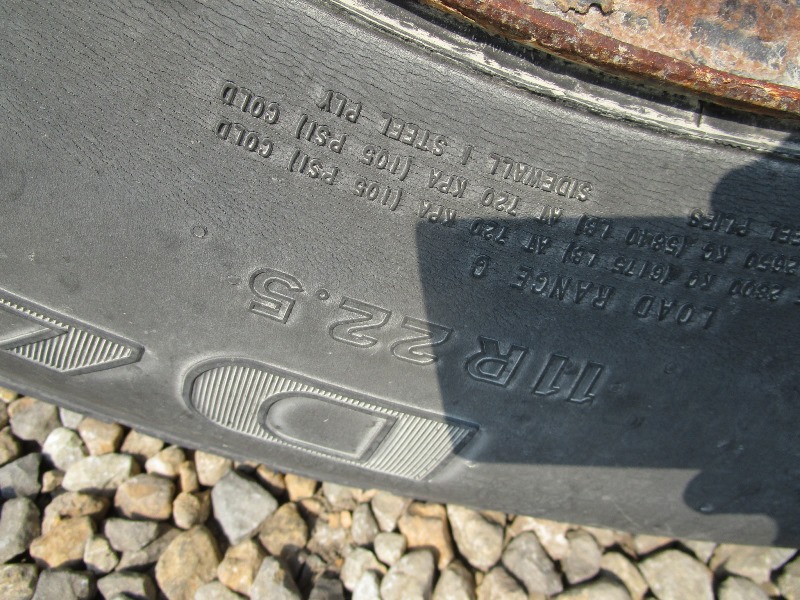 D
11R22.5
LOAD RANGE G
2800 KG (6175 LB) AT 720 KPA (105 PSI) COLD
2650 KG (5840 LB) AT 720 KPA (105 PSI) COLD
PLIES SIDEWALL 1 STEEL PLY